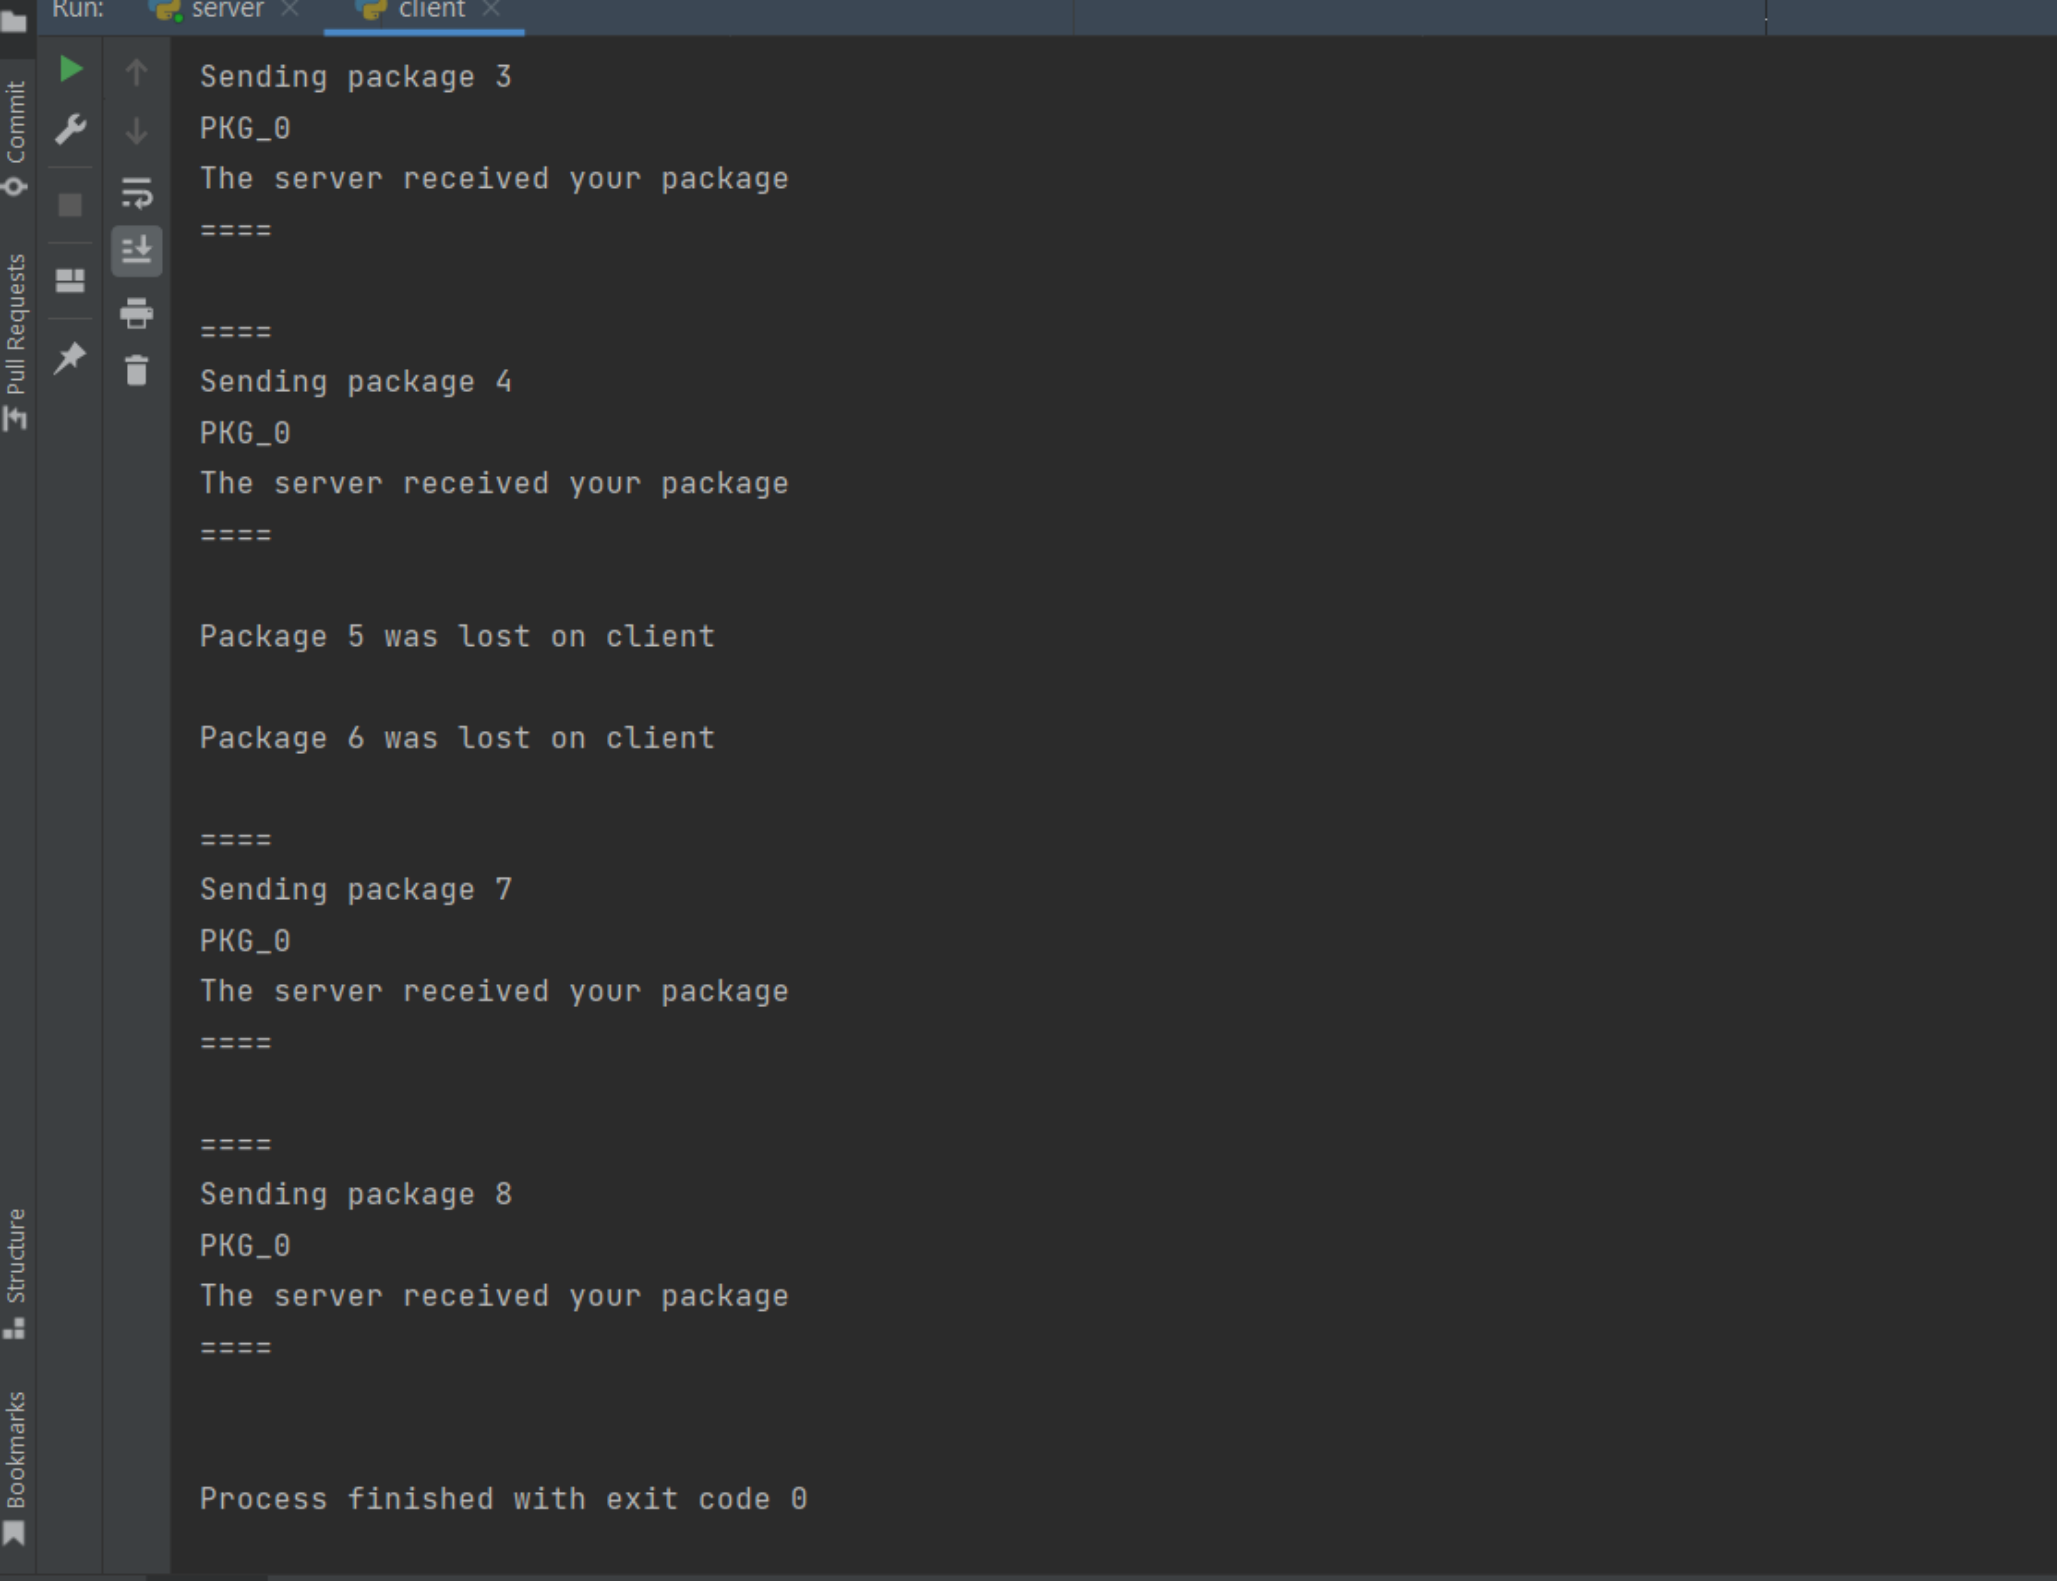 Run: server client
Commit
Pull Requests
Structure
Bookmarks
Sending package 3
PKG_0
The server received your package
====
====
Sending package 4
PKG_0
The server received your package
====
Package 5 was lost on client
Package 6 was lost on client
====
Sending package 7
PKG_0
The server received your package
====
====
Sending package 8
PKG_0
The server received your package
====
Process finished with exit code 0